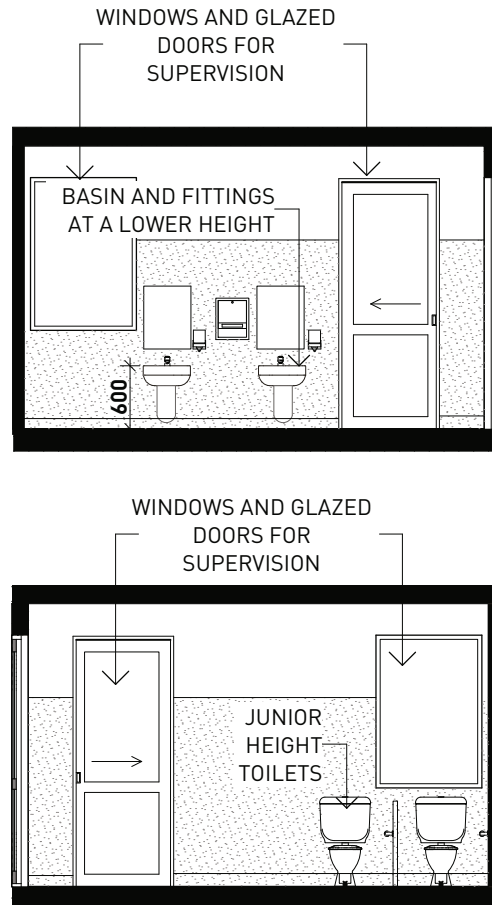 WINDOWS AND GLAZED
DOORS FOR
SUPERVISION
BASIN AND FITTINGS
AT A LOWER HEIGHT
600
WINDOWS AND GLAZED
DOORS FOR
SUPERVISION
JUNIOR
HEIGHT
TOILETS